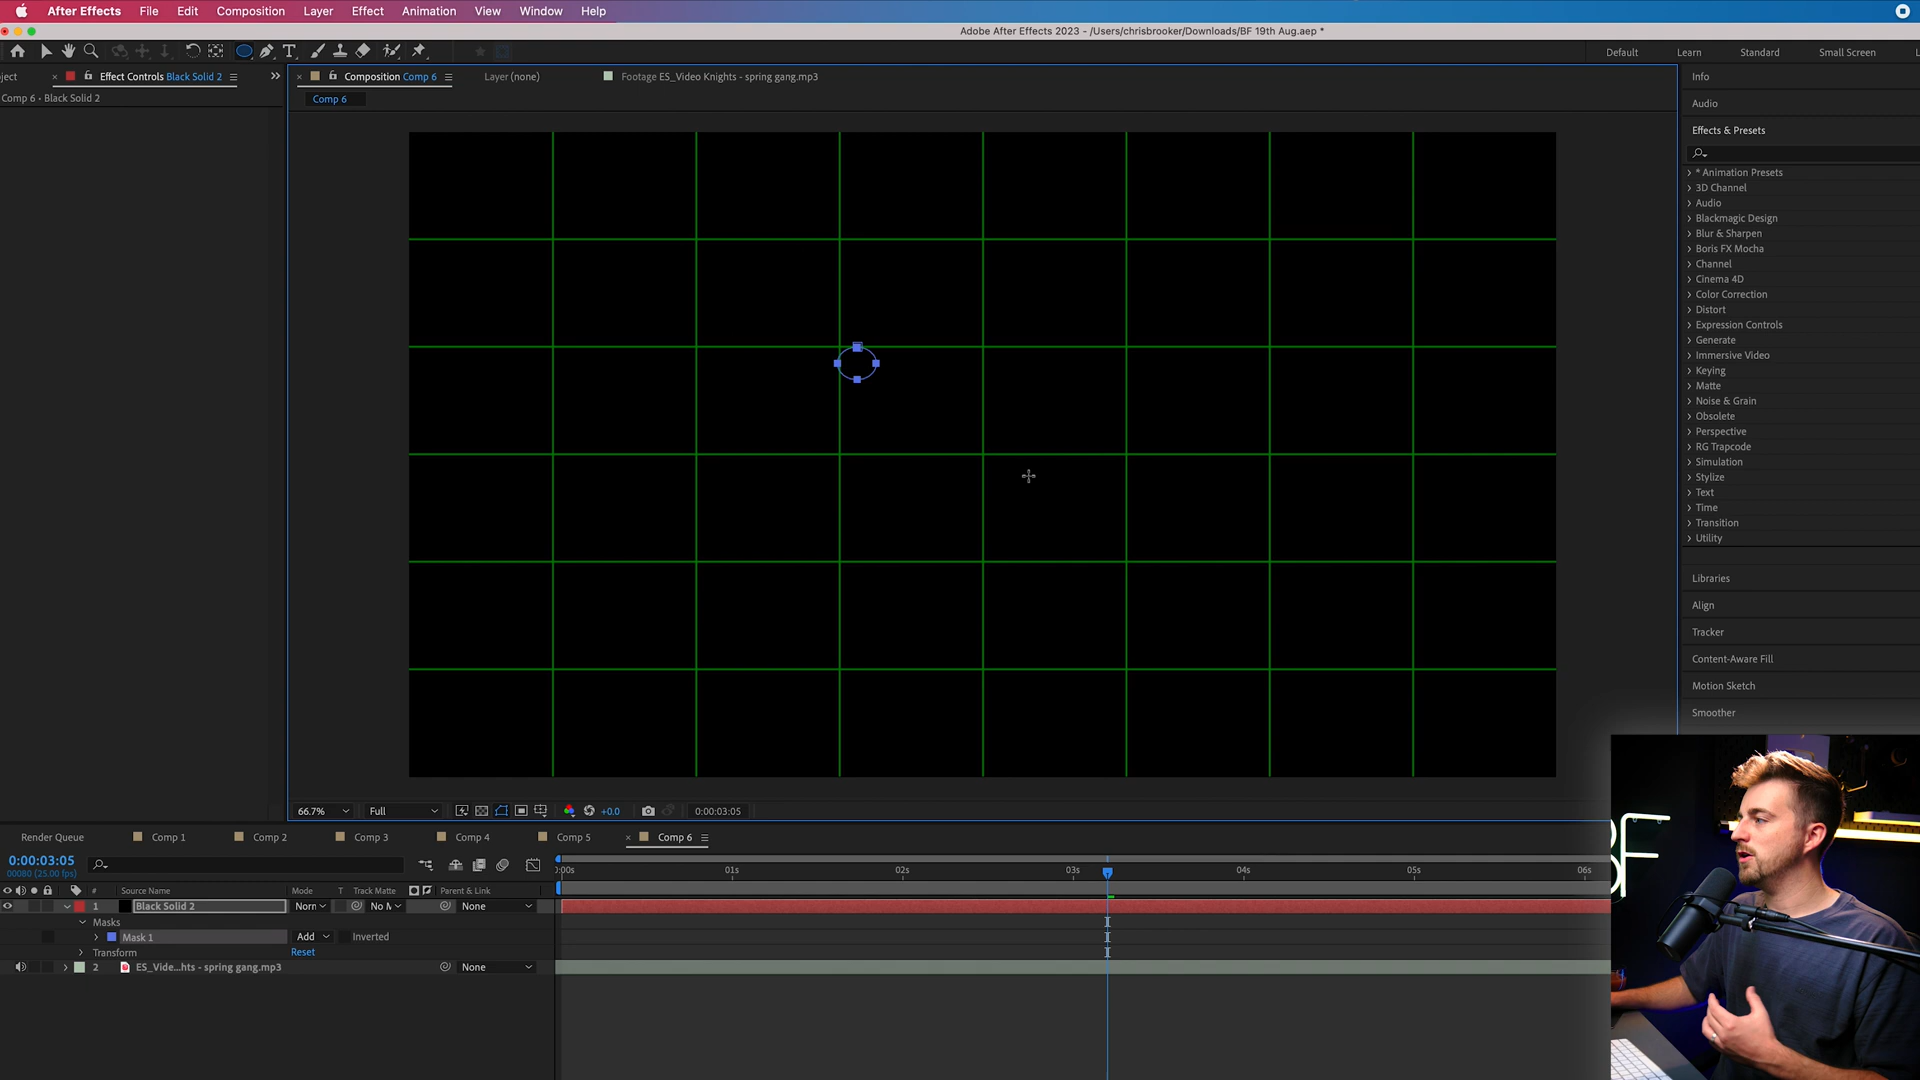 After Effects File Edit Composition Layer Effect Animation View Window Help
Adobe After Effects 2023 - /Users/chrisbrooker/Downloads/BF 19th Aug.aep *
Default Learn Standard Small Screen L
ject Effect Controls Black Solid 2 Composition Comp 6 Layer (none) Footage ES_Video Knights - spring gang.mp3 Info
Comp 6 • Black Solid 2 Comp 6
Audio
Effects & Presets
* Animation Presets
3D Channel
Audio
Blackmagic Design
Blur & Sharpen
Boris FX Mocha
Channel
Cinema 4D
Color Correction
Distort
Expression Controls
Generate
Immersive Video
Keying
Matte
Noise & Grain
Obsolete
Perspective
RG Trapcode
Simulation
Stylize
Text
Time
Transition
Utility
Libraries
Align
Tracker
Content-Aware Fill
Motion Sketch
Smoother
66.7% Full +0.0 0:00:03:05
Render Queue Comp 1 Comp 2 Comp 3 Comp 4 Comp 5 Comp 6
0:00:03:05
00080 (25.00 fps)
:00s 01s 02s 03s 04s 05s 06s
# Source Name Mode T Track Matte Parent & Link
1 Black Solid 2 Norr No M None
Masks
Mask 1 Add Inverted
Transform Reset
2 ES_Vide...hts - spring gang.mp3 None
BF